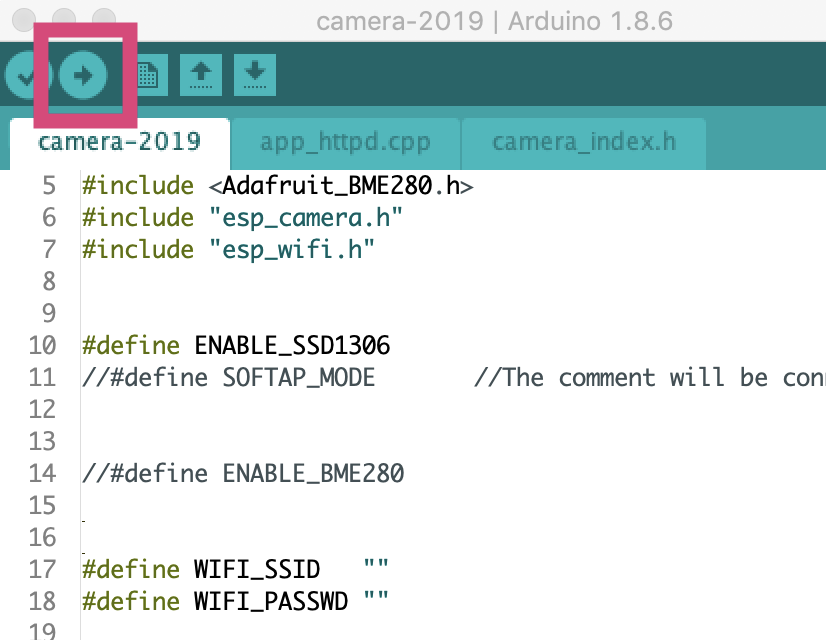 camera-2019 | Arduino 1.8.6
camera-2019 app_httpd.cpp camera_index.h
5 #include <Adafruit_BME280.h>
6 #include "esp_camera.h"
7 #include "esp_wifi.h"
8
9
10 #define ENABLE_SSD1306
11 //#define SOFTAP_MODE //The comment will be
12
13
14 //#define ENABLE_BME280
15
16
17 #define WIFI_SSID ""
18 #define WIFI_PASSWD ""
19